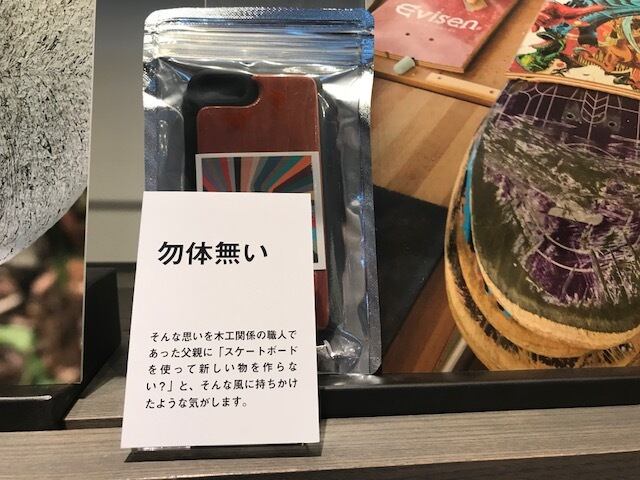 Evisen
勿体無い
そんな思いを木工関係の職人で
あった父親に「スケートボード
を使って新しい物を作らな
い？」と、そんな風に持ちかけ
たような気がします。